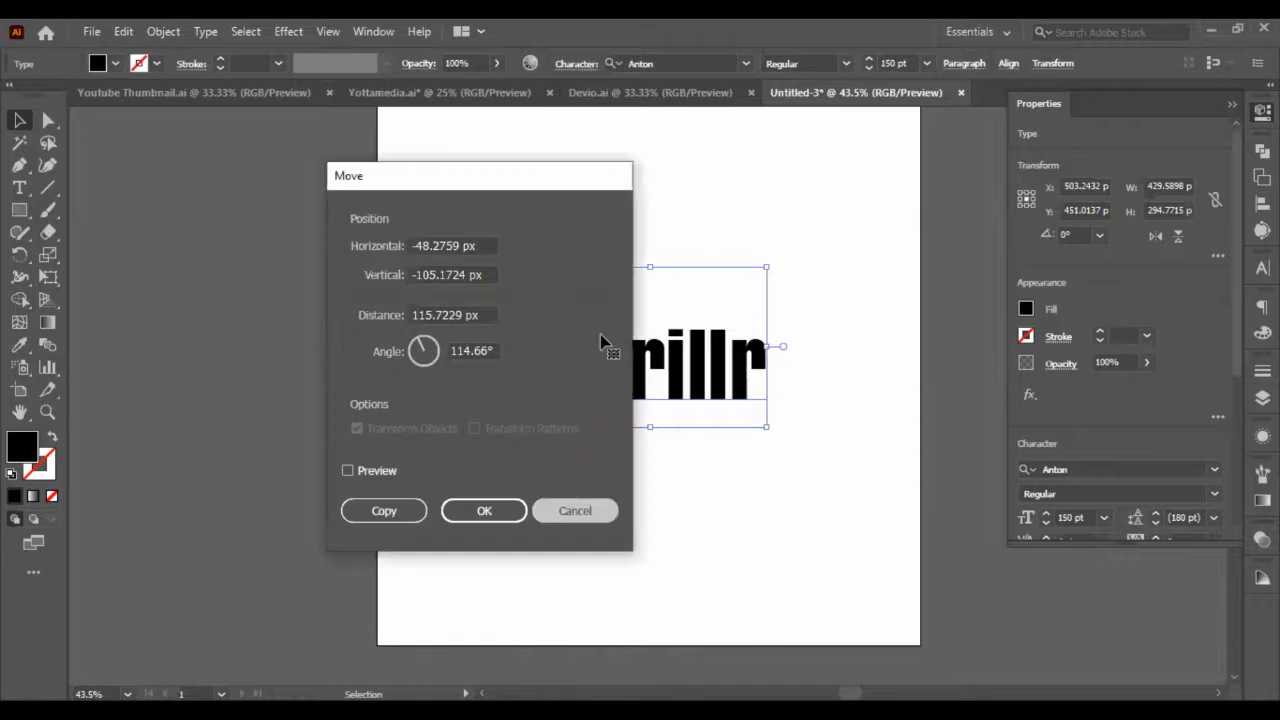 Ai File Edit Object Type Select Effect View Window Help Essentials Search Adobe Stock
Type Stroke: Opacity: 100% Character: Anton Regular 150 pt Paragraph Align Transform
Youtube Thumbnail.ai @ 33.33% (RGB/Preview) × Yottamedia.ai* @ 25% (RGB/Preview) × Devio.ai @ 33.33% (RGB/Preview) × Untitled-3* @ 43.5% (RGB/Preview) ×
Move
Position
Horizontal: -48.2759 px
Vertical: -105.1724 px
Distance: 115.7229 px
Angle: 114.66°
Options
Transform Objects Transform Patterns
Preview
Copy OK Cancel
rillr
Properties
Type
Transform
X: 503.2432 p W: 429.5898 p
Y: 451.0137 p H: 294.7715 p
0°
Appearance
Fill
Stroke
Opacity 100%
fx.
Character
Anton
Regular
150 pt (180 pt)
43.5% 1 Selection